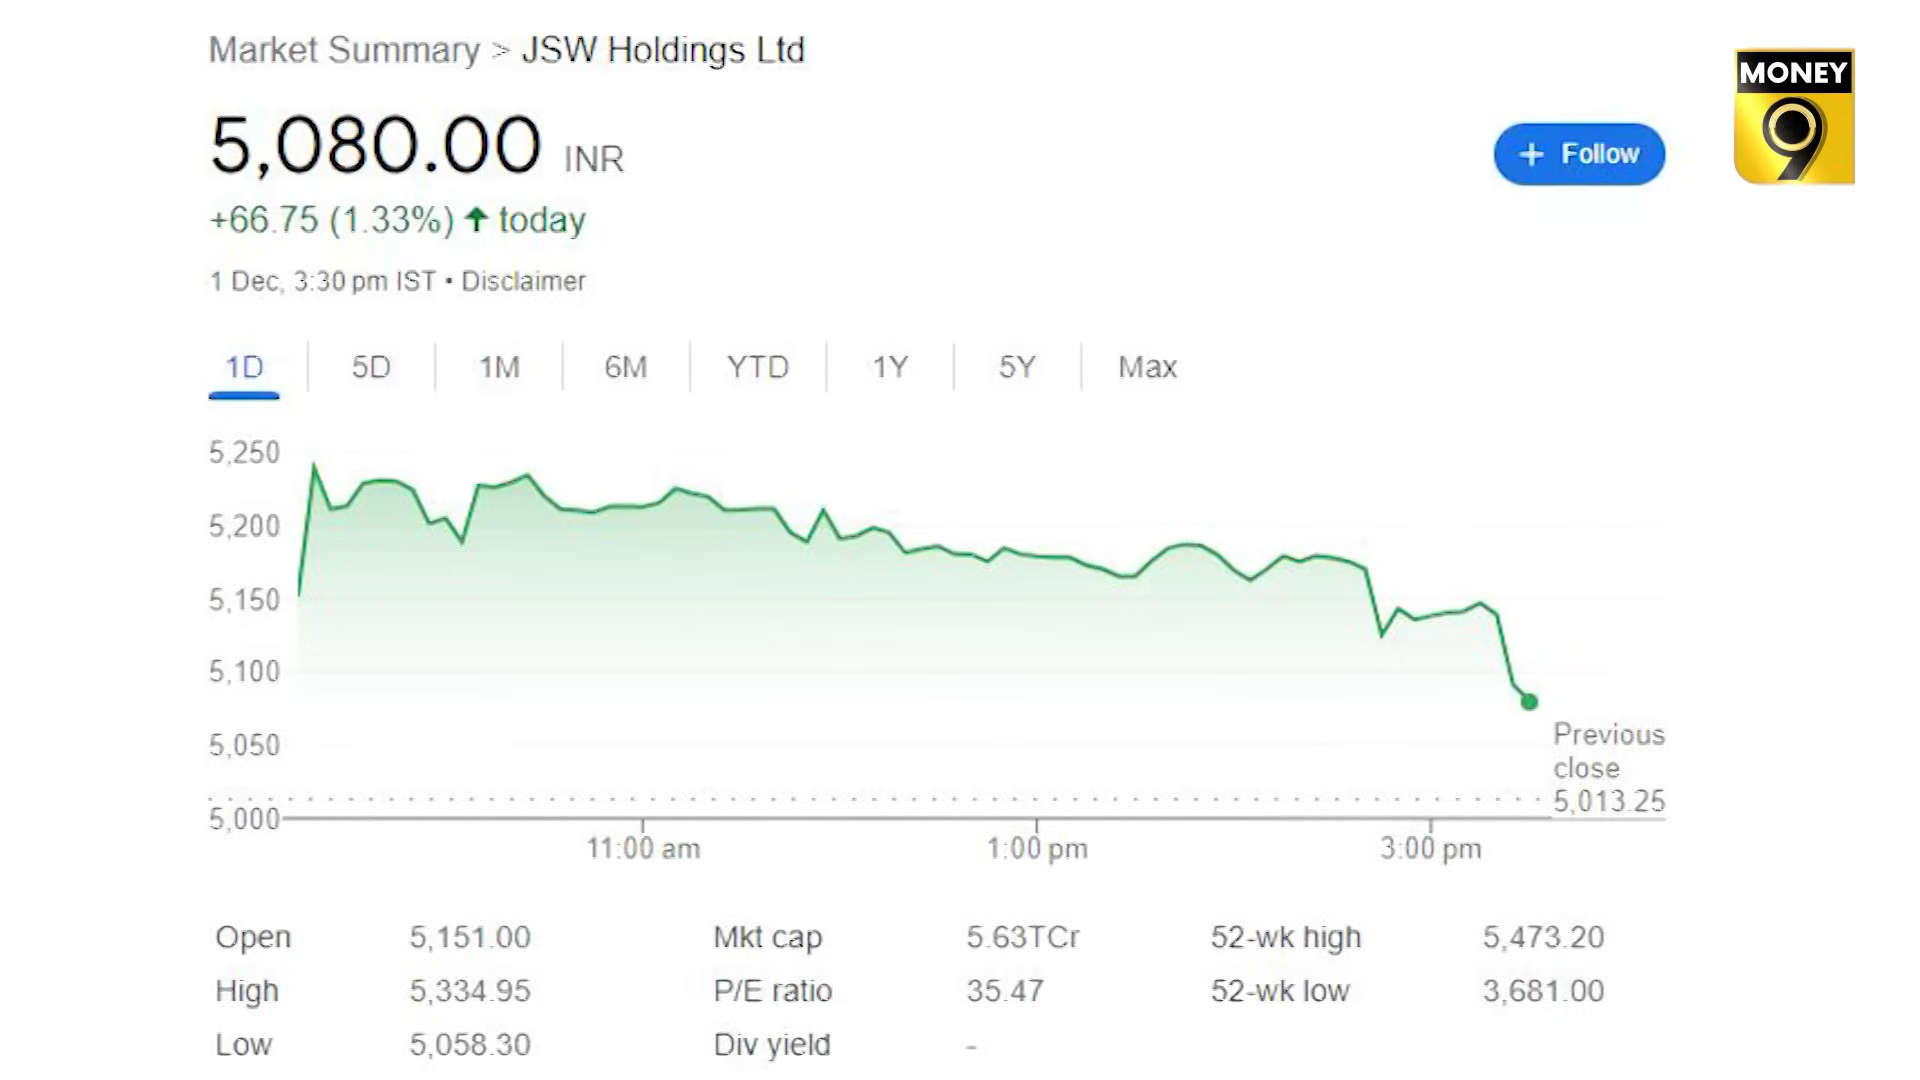 Market Summary > JSW Holdings Ltd
MONEY
9
5,080.00 INR
+ Follow
+66.75 (1.33%) ↑ today
1 Dec, 3:30 pm IST • Disclaimer
1D 5D 1M 6M YTD 1Y 5Y Max
5,250
5,200
5,150
5,100
5,050
5,000
Previous
close
5,013.25
11:00 am 1:00 pm 3:00 pm
Open 5,151.00 Mkt cap 5.63TCr 52-wk high 5,473.20
High 5,334.95 P/E ratio 35.47 52-wk low 3,681.00
Low 5,058.30 Div yield -